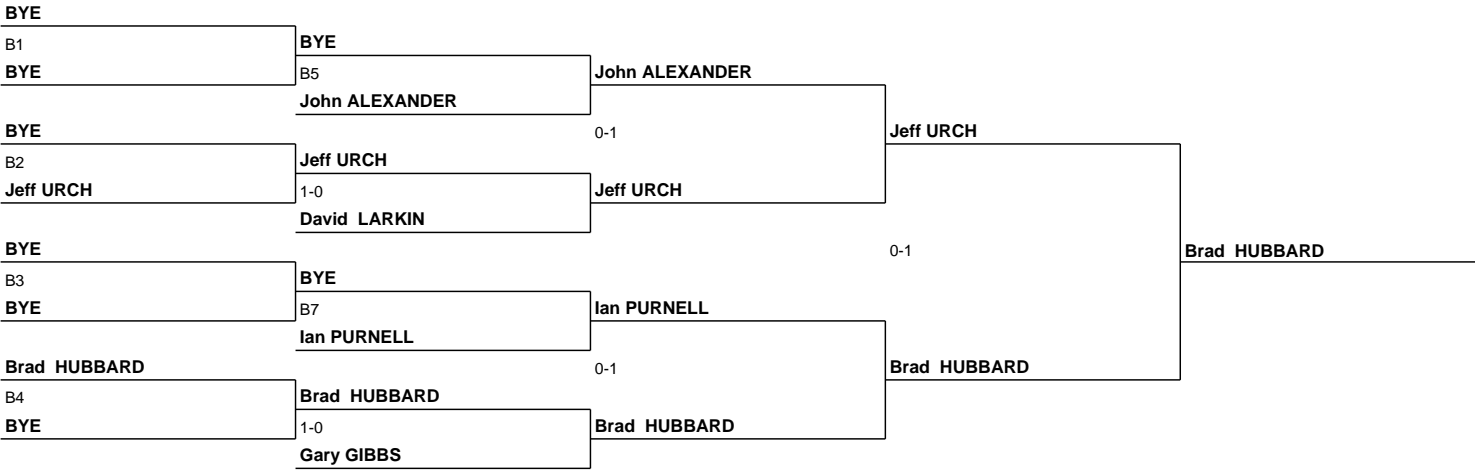 BYE
B1
BYE
BYE
B2
Jeff URCH
BYE
B3
BYE
Brad HUBBARD
B4
BYE
BYE
B5
John ALEXANDER
Jeff URCH
1-0
David LARKIN
BYE
B7
Ian PURNELL
Brad HUBBARD
1-0
Gary GIBBS
John ALEXANDER
0-1
Jeff URCH
Ian PURNELL
0-1
Brad HUBBARD
Jeff URCH
0-1
Brad HUBBARD
Brad HUBBARD